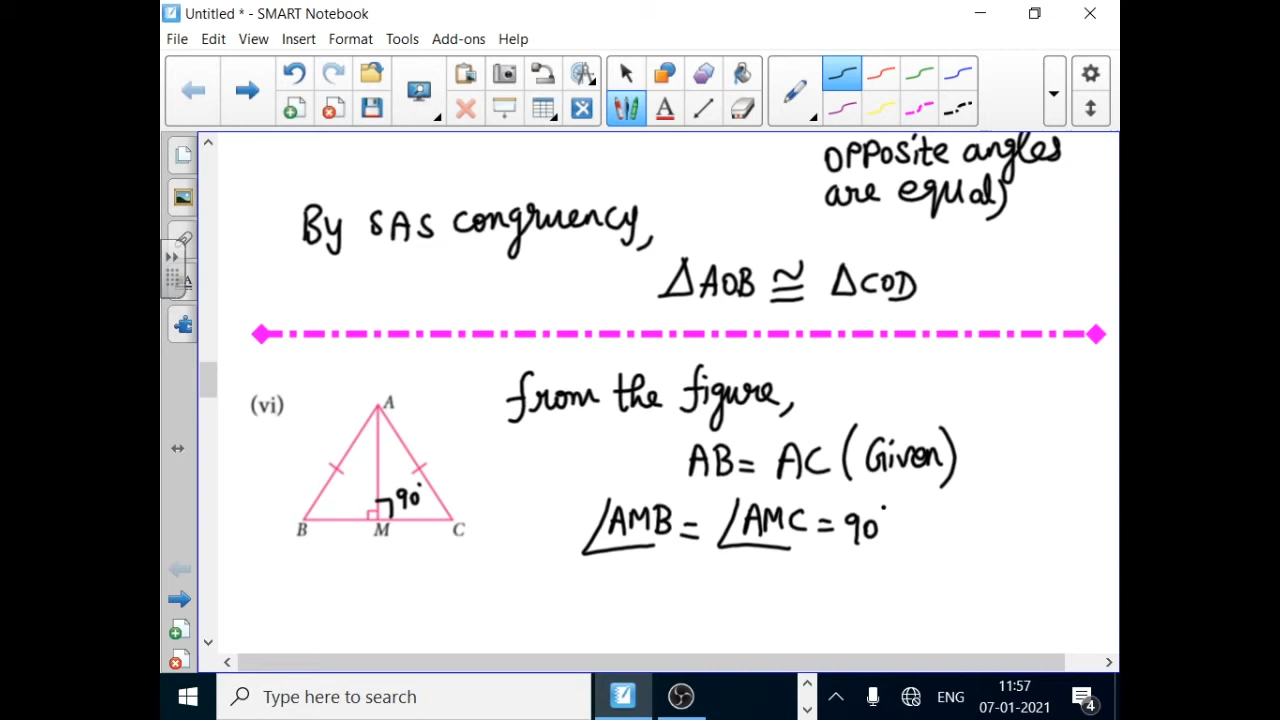 Untitled * - SMART Notebook
File Edit View Insert Format Tools Add-ons Help
opposite angles
are equal)
By SAS congruency,
△AOB ≅ △COD
(vi)
from the figure,
A
AB = AC (Given)
90°
∠AMB = ∠AMC = 90°
B M C
Type here to search
ENG
11:57
07-01-2021
4